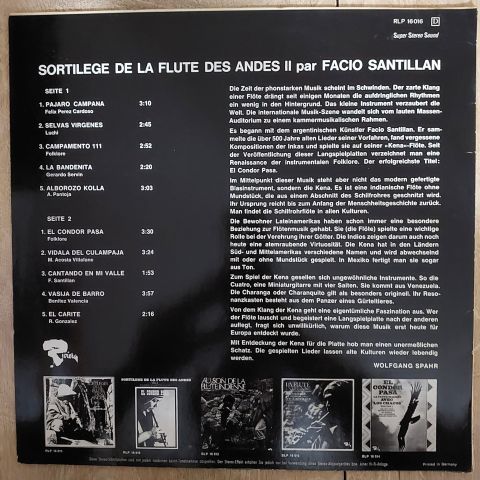 RLP 16016 D
Super Stereo Sound
SORTILEGE DE LA FLUTE DES ANDES II par FACIO SANTILLAN
SEITE 1
1. PAJARO CAMPANA 3:10
Felix Perez Cardoso
2. SELVAS VIRGENES 2:45
Luchi
3. CAMPAMENTO 111 2:52
Folklore
4. LA BANDENITA 2:20
Gerardo Servin
5. ALBOROZO KOLLA 3:03
A. Pantoja
SEITE 2
1. EL CONDOR PASA 3:30
Folklore
2. VIDALA DEL CULAMPAJA 3:24
M. Acosta Villafane
3. CANTANDO EN MI VALLE 1:53
F. Santillan
4. VASIJA DE BARRO 3:57
Benitez Valencia
5. EL CARITE 2:16
R. Gonzalez
Die Zeit der phonstarken Musik scheint im Schwinden. Der zarte Klang
einer Flöte drängt seit einigen Monaten die aufdringlichen Rhythmen
ein wenig in den Hintergrund. Das kleine Instrument verzaubert die
Welt. Die internationale Musik-Szene wandelt sich vom lauten Massen-
Auditorium zu einem kammermusikalischen Rahmen.
Es begann mit dem argentinischen Künstler Facio Santillan. Er sam-
melte die über 500 Jahre alten Lieder seiner Vorfahren, fand vergessene
Kompositionen der Inkas und spielte sie auf seiner «Kena»-Flöte. Seit
der Veröffentlichung dieser Langspielplatten verzeichnet man eine
Renaissance der instrumentalen Folklore. Der erfolgreichste Titel:
El Condor Pasa.
Im Mittelpunkt dieser Musik steht aber nicht das modern gefertigte
Blasinstrument, sondern die Kena. Es ist eine indianische Flöte ohne
Mundstück, die aus einem Abschnitt des Schilfrohres geschnitzt wird.
Ihr Ursprung reicht bis zum Anfang der Menschheitsgeschichte zurück.
Man findet die Schilfrohrflöte in allen Kulturen.
Die Bewohner Lateinamerikas haben schon immer eine besondere
Beziehung zur Flötenmusik gehabt. Sie (die Flöte) spielte eine wichtige
Rolle bei der Verehrung ihrer Götter. Die Indios zeigen darum auch noch
heute eine atemraubende Virtuosität. Die Kena hat in den Ländern
Süd- und Mittelamerikas verschiedene Namen und wird abwechselnd
mit oder ohne Mundstück gespielt. In Mexiko fertigt man sie sogar
aus Ton.
Zum Spiel der Kena gesellen sich ungewöhnliche Instrumente. So die
Cuatro, eine Miniaturgitarre mit vier Saiten. Sie kommt aus Venezuela.
Die Charanga oder Charanquito gilt als besonders originell. Ihr Reso-
nanzkasten besteht aus dem Panzer eines Gürteltieres.
Von dem Klang der Kena geht eine eigentümliche Faszination aus. Wer
der Flöte lauscht und begeistert eine Langspielplatte nach der anderen
auflegt, fragt sich unwillkürlich, warum diese Musik erst heute für
Europa entdeckt wurde.
Mit Entdeckung der Kena für die Platte hob man einen unermeßlichen
Schatz. Die gespielten Lieder lassen alte Kulturen wieder lebendig
werden.
WOLFGANG SPAHR
SORTILEGE DE LA FLUTE DES ANDES
EL CONDOR PASA
AU SON DE LA
FLUTE INDIENNE
LA FLUTE
EL
CONDOR
PASA
Printed in Germany